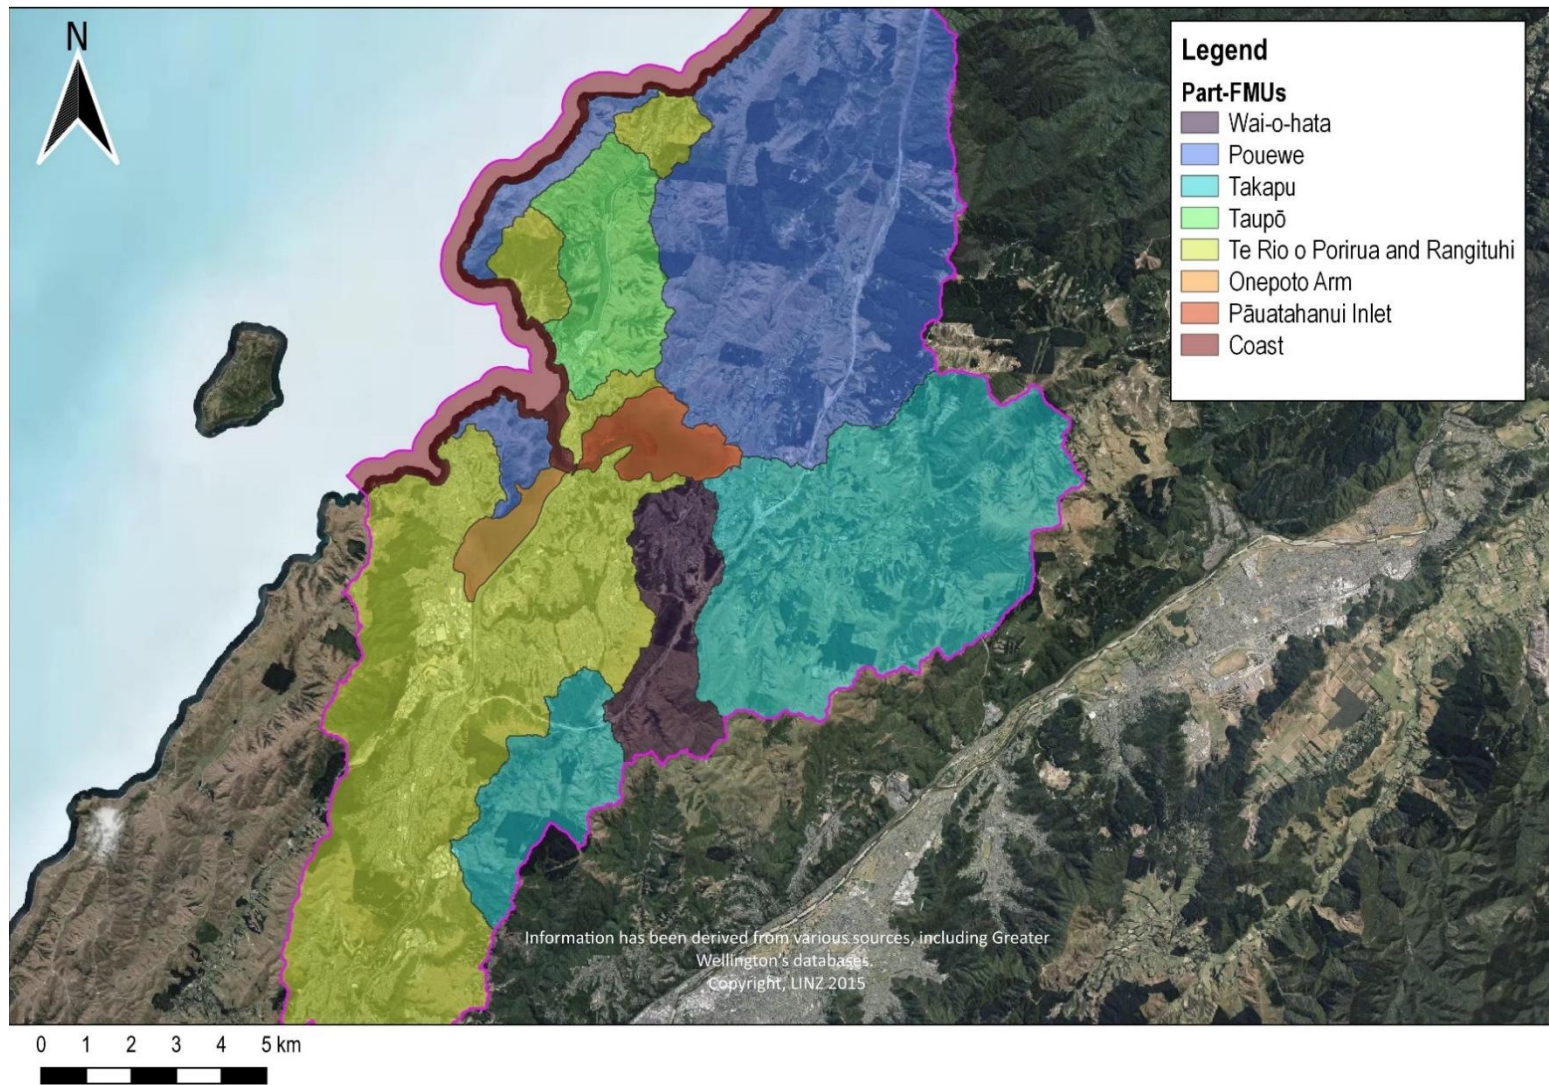 N
Legend
Part-FMUs
Wai-o-hata
Pouewe
Takapu
Taupō
Te Rio o Porirua and Rangituhi
Onepoto Arm
Pāuatahanui Inlet
Coast
Information has been derived from various sources, including Greater
Wellington's databases.
Copyright, LINZ 2015
0 1 2 3 4 5 km